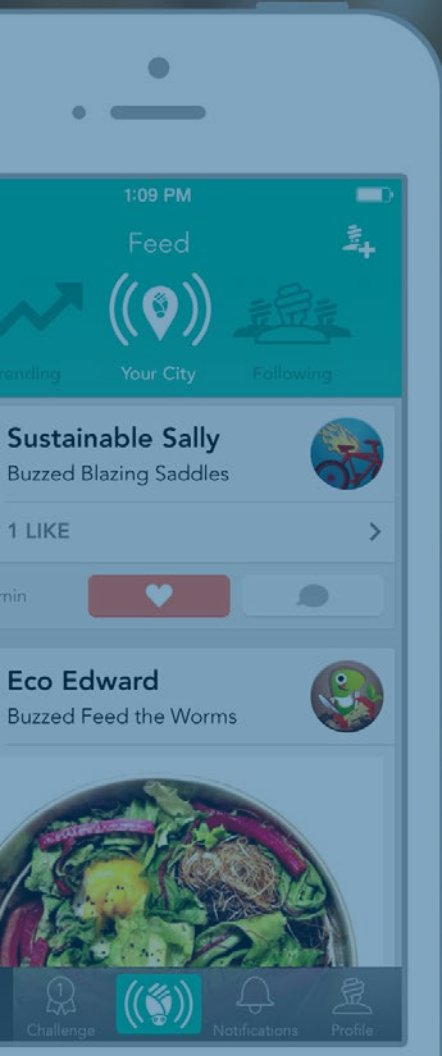 1:09 PM
Feed
rending
Your City
Following
Sustainable Sally
Buzzed Blazing Saddles
1 LIKE
min
Eco Edward
Buzzed Feed the Worms
1
Challenge
Notifications
Profile